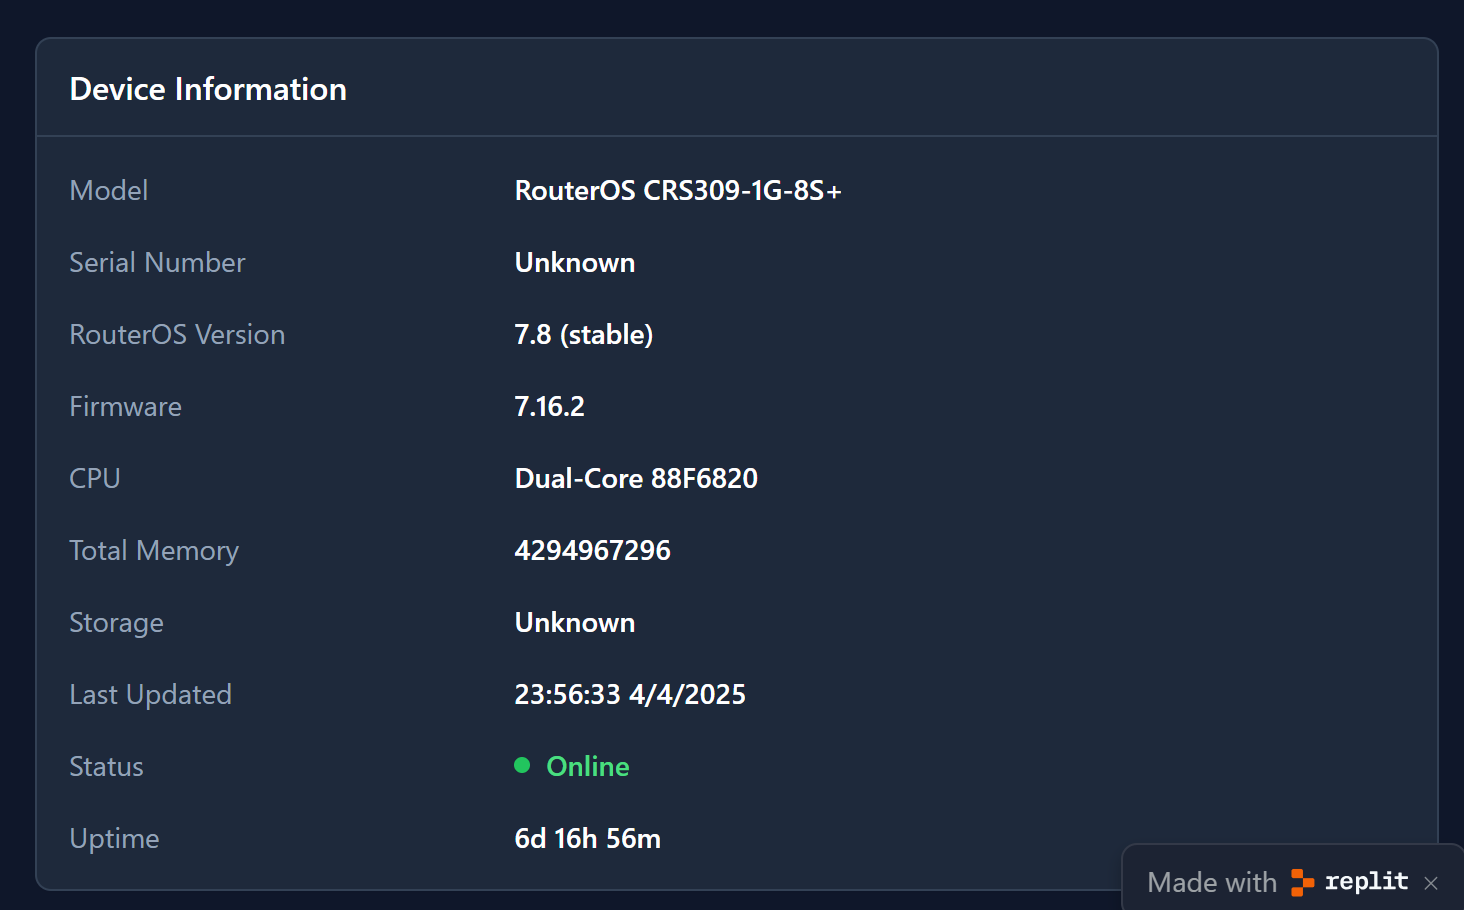 Device Information
Model RouterOS CRS309-1G-8S+
Serial Number Unknown
RouterOS Version 7.8 (stable)
Firmware 7.16.2
CPU Dual-Core 88F6820
Total Memory 4294967296
Storage Unknown
Last Updated 23:56:33 4/4/2025
Status Online
Uptime 6d 16h 56m
Made with replit ×